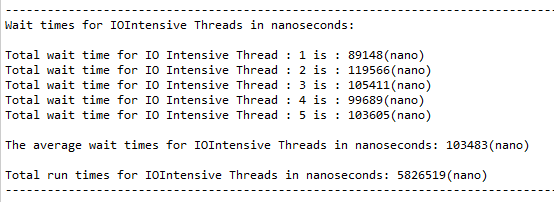 Wait times for IOIntensive Threads in nanoseconds:
Total wait time for IO Intensive Thread : 1 is : 89148(nano)
Total wait time for IO Intensive Thread : 2 is : 119566(nano)
Total wait time for IO Intensive Thread : 3 is : 105411(nano)
Total wait time for IO Intensive Thread : 4 is : 99689(nano)
Total wait time for IO Intensive Thread : 5 is : 103605(nano)
The average wait times for IOIntensive Threads in nanoseconds: 103483(nano)
Total run times for IOIntensive Threads in nanoseconds: 5826519(nano)